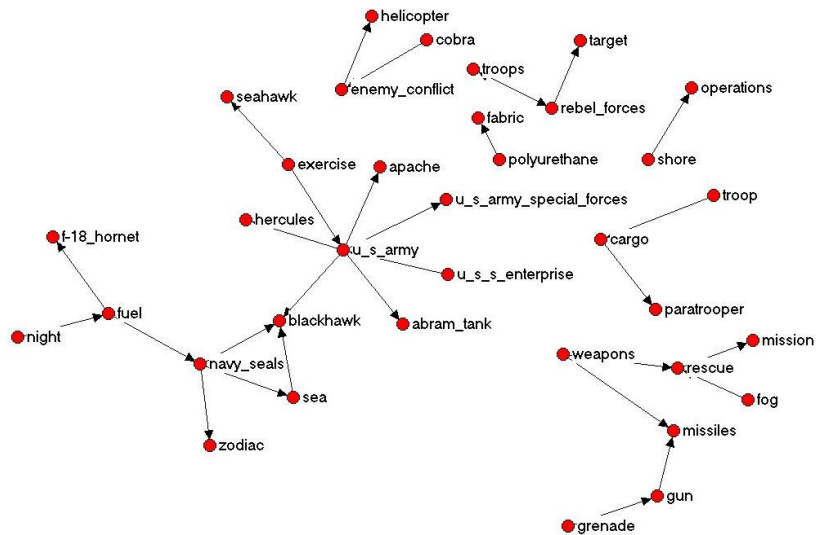 helicopter
cobra
target
troops
enemy_conflict
operations
seahawk
rebel_forces
fabric
exercise
apache
polyurethane
shore
u_s_army_special_forces
troop
hercules
f-18_hornet
u_s_army
cargo
u_s_s_enterprise
fuel
paratrooper
blackhawk
abram_tank
night
mission
weapons
navy_seals
rescue
sea
fog
missiles
zodiac
gun
grenade